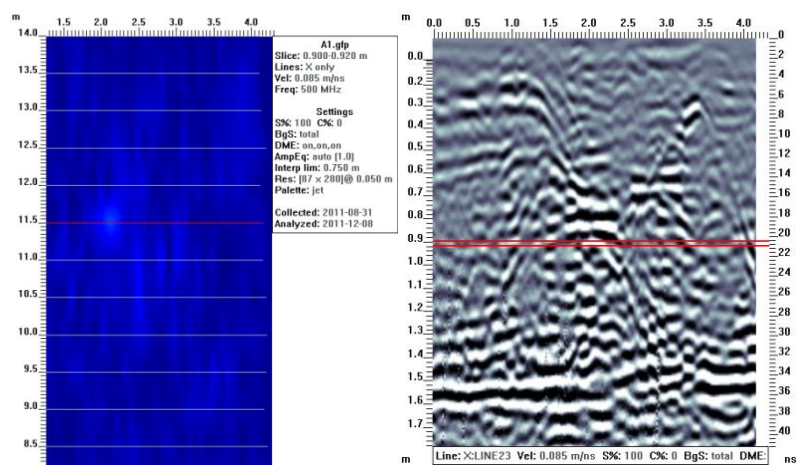 m
1.5 2.0 2.5 3.0 3.5 4.0
14.0
13.5
13.0
12.5
12.0
11.5
11.0
10.5
10.0
9.5
9.0
8.5
A1.gfp
Slice: 0.900-0.920 m
Lines: X only
Vel: 0.085 m/ns
Freq: 500 MHz
Settings
S%: 100 C%: 0
BgS: total
DME: on,on,on
AmpEq: auto (1.0)
Interp lim: 0.750 m
Res: [87 x 280]@ 0.050 m
Palette: jet
Collected: 2011-08-31
Analyzed: 2011-12-08
m
0.0 0.5 1.0 1.5 2.0 2.5 3.0 3.5 4.0
0.0
0.1
0.2
0.3
0.4
0.5
0.6
0.7
0.8
0.9
1.0
1.1
1.2
1.3
1.4
1.5
1.6
1.7
m
0
2
4
6
8
10
12
14
16
18
20
22
24
26
28
30
32
34
36
38
40
ns
Line: X:LINE23 Vel: 0.085 m/ns S%: 100 C%: 0 BgS: total DME: